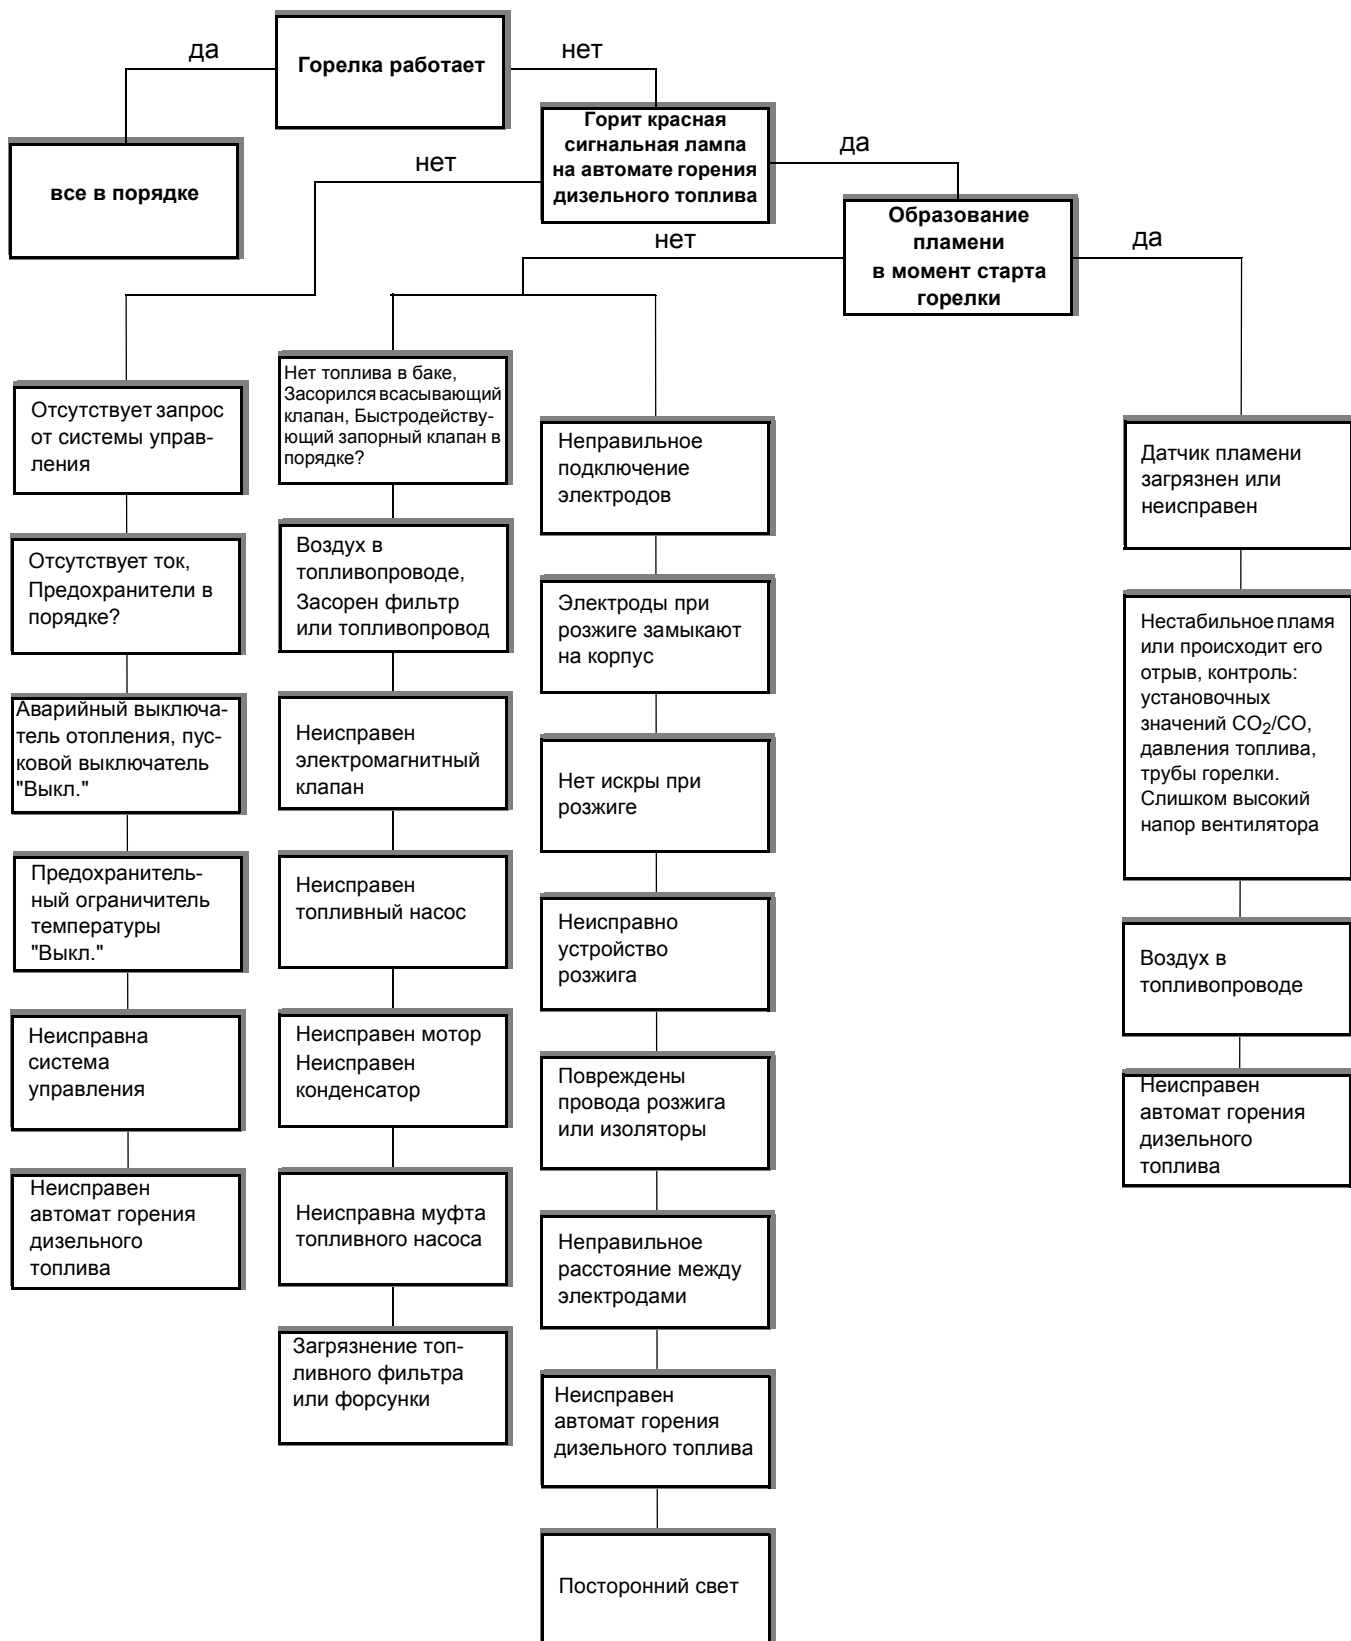 да
Горелка работает
нет
все в порядке
Горит красная
сигнальная лампа
на автомате горения
дизельного топлива
нет
да
Образование
пламени
в момент старта
горелки
нет
да
Отсутствует запрос
от системы управ-
ления
Отсутствует ток,
Предохранители в
порядке?
Аварийный выключа-
тель отопления, пус-
ковой выключатель
"Выкл."
Предохранитель-
ный ограничитель
температуры
"Выкл."
Неисправна
система
управления
Неисправен
автомат горения
дизельного
топлива
Нет топлива в баке,
Засорился всасывающий
клапан, Быстродейству-
ющий запорный клапан в
порядке?
Воздух в
топливопроводе,
Засорен фильтр
или топливопровод
Неисправен
электромагнитный
клапан
Неисправен
топливный насос
Неисправен мотор
Неисправен
конденсатор
Неисправна муфта
топливного насоса
Загрязнение топ-
ливного фильтра
или форсунки
Неправильное
подключение
электродов
Электроды при
розжиге замыкают
на корпус
Нет искры при
розжиге
Неисправно
устройство
розжига
Повреждены
провода розжига
или изоляторы
Неправильное
расстояние между
электродами
Неисправен
автомат горения
дизельного топлива
Посторонний свет
Датчик пламени
загрязнен или
неисправен
Нестабильное пламя
или происходит его
отрыв, контроль:
установочных
значений CO₂/CO,
давления топлива,
трубы горелки.
Слишком высокий
напор вентилятора
Воздух в
топливопроводе
Неисправен
автомат горения
дизельного
топлива